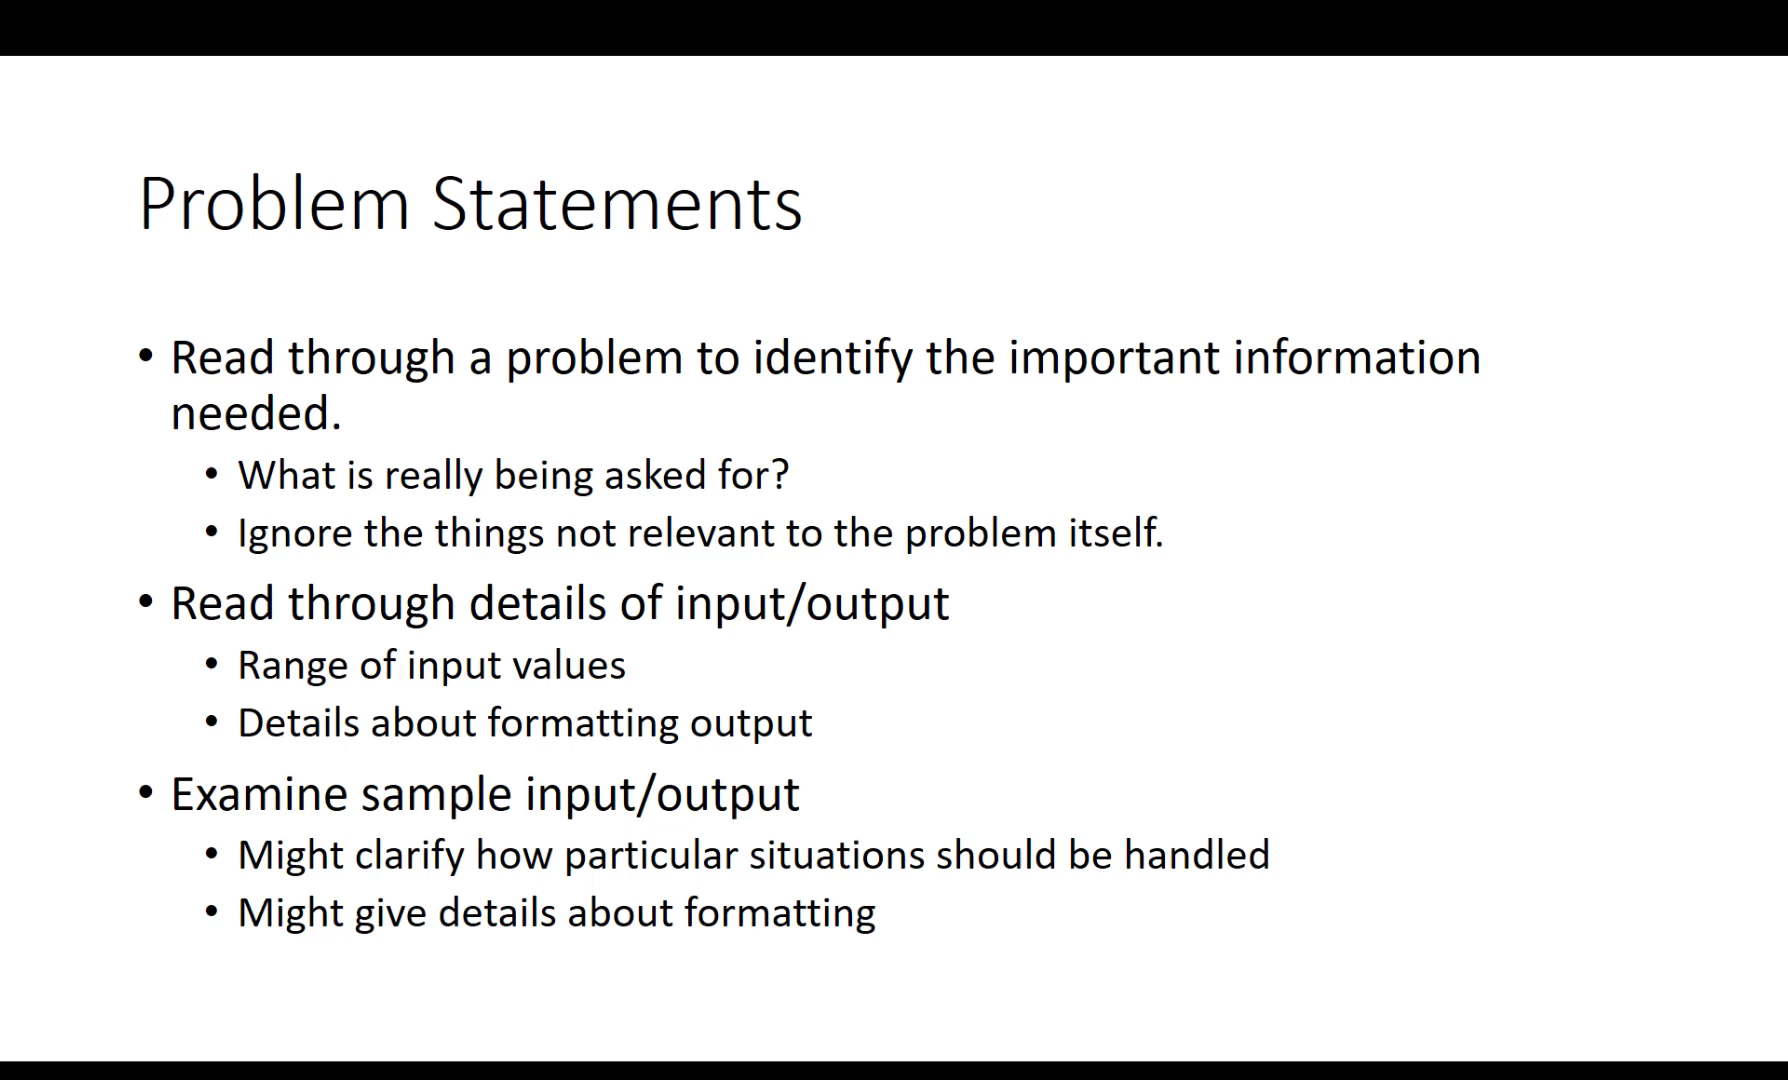 Problem Statements
• Read through a problem to identify the important information
needed.
• What is really being asked for?
• Ignore the things not relevant to the problem itself.
• Read through details of input/output
• Range of input values
• Details about formatting output
• Examine sample input/output
• Might clarify how particular situations should be handled
• Might give details about formatting